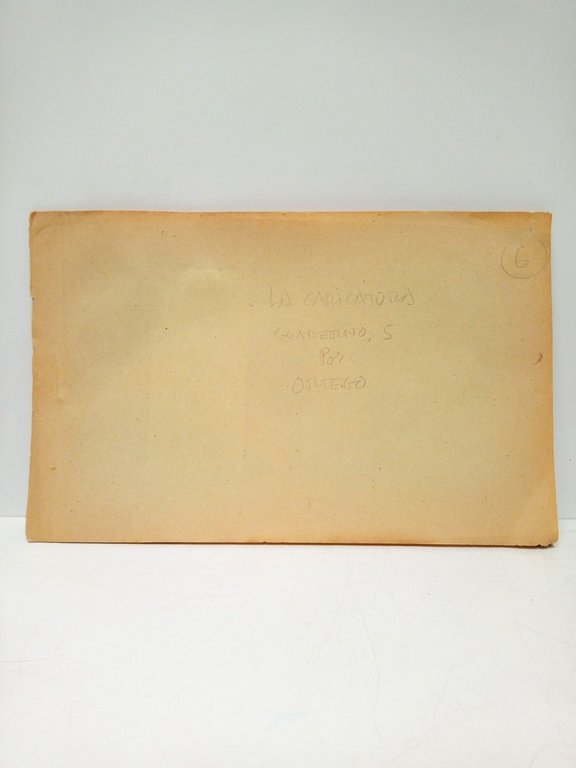 6
LA CARICATURA
CUADERNO, 5
Por
ORTEGO